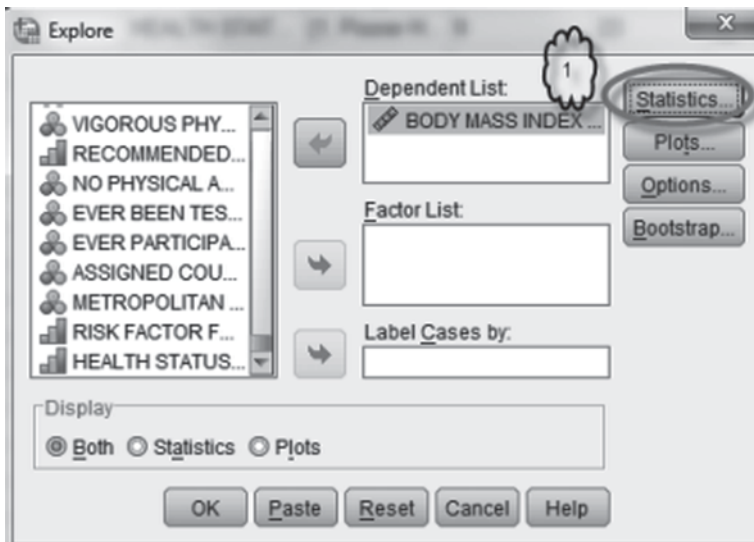 Explore
1
Dependent List:
BODY MASS INDEX ...
VIGOROUS PHY...
RECOMMENDED...
NO PHYSICAL A...
EVER BEEN TES...
EVER PARTICIPA...
ASSIGNED COU...
METROPOLITAN ...
RISK FACTOR F...
HEALTH STATUS...
Factor List:
Label Cases by:
Statistics...
Plots...
Options...
Bootstrap...
Display
Both Statistics Plots
OK Paste Reset Cancel Help